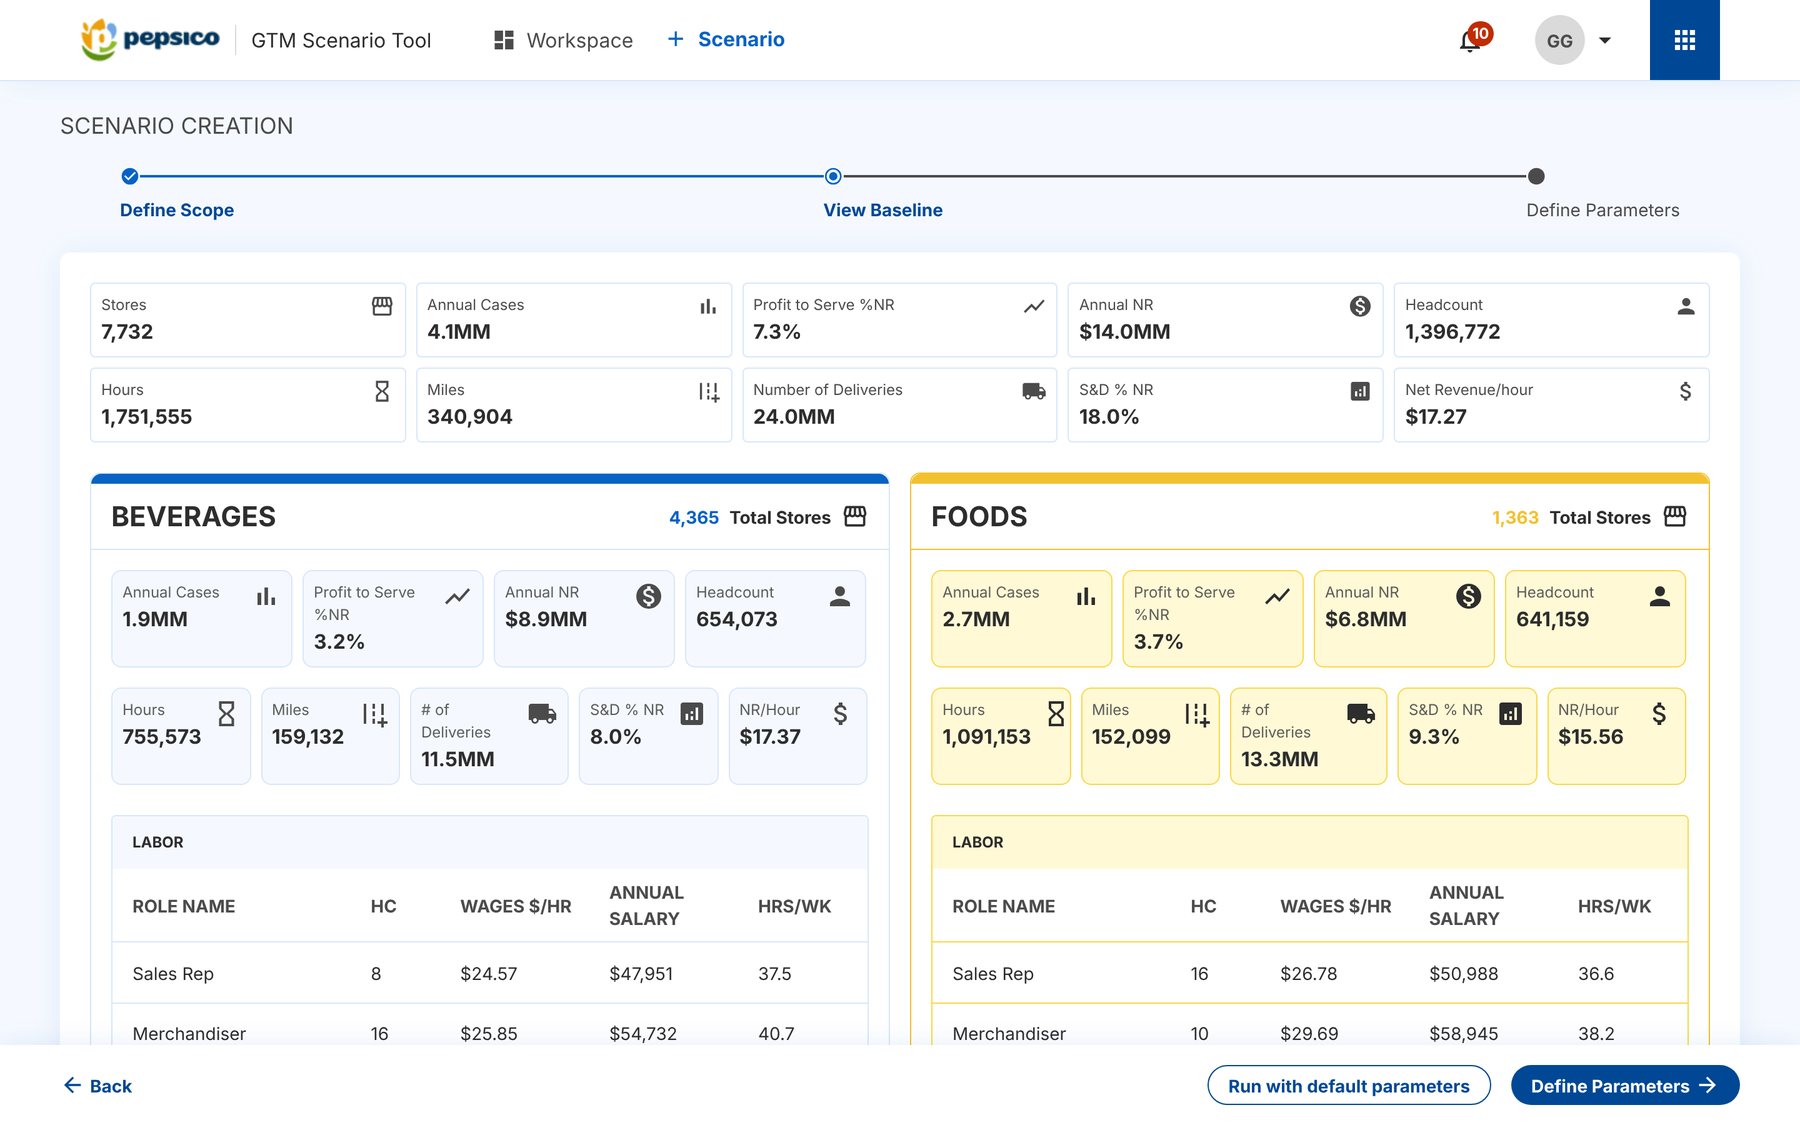 pepsico
GTM Scenario Tool
Workspace
+ Scenario
10
GG
SCENARIO CREATION
Define Scope
View Baseline
Define Parameters
Stores
7,732
Annual Cases
4.1MM
Profit to Serve %NR
7.3%
Annual NR
$14.0MM
Headcount
1,396,772
Hours
1,751,555
Miles
340,904
Number of Deliveries
24.0MM
S&D % NR
18.0%
Net Revenue/hour
$17.27
BEVERAGES
4,365 Total Stores
Annual Cases
1.9MM
Profit to Serve
%NR
3.2%
Annual NR
$8.9MM
Headcount
654,073
Hours
755,573
Miles
159,132
# of
Deliveries
11.5MM
S&D % NR
8.0%
NR/Hour
$17.37
LABOR
ROLE NAME HC WAGES $/HR ANNUAL SALARY HRS/WK
Sales Rep 8 $24.57 $47,951 37.5
Merchandiser 16 $25.85 $54,732 40.7
FOODS
1,363 Total Stores
Annual Cases
2.7MM
Profit to Serve
%NR
3.7%
Annual NR
$6.8MM
Headcount
641,159
Hours
1,091,153
Miles
152,099
# of
Deliveries
13.3MM
S&D % NR
9.3%
NR/Hour
$15.56
LABOR
ROLE NAME HC WAGES $/HR ANNUAL SALARY HRS/WK
Sales Rep 16 $26.78 $50,988 36.6
Merchandiser 10 $29.69 $58,945 38.2
Back
Run with default parameters
Define Parameters